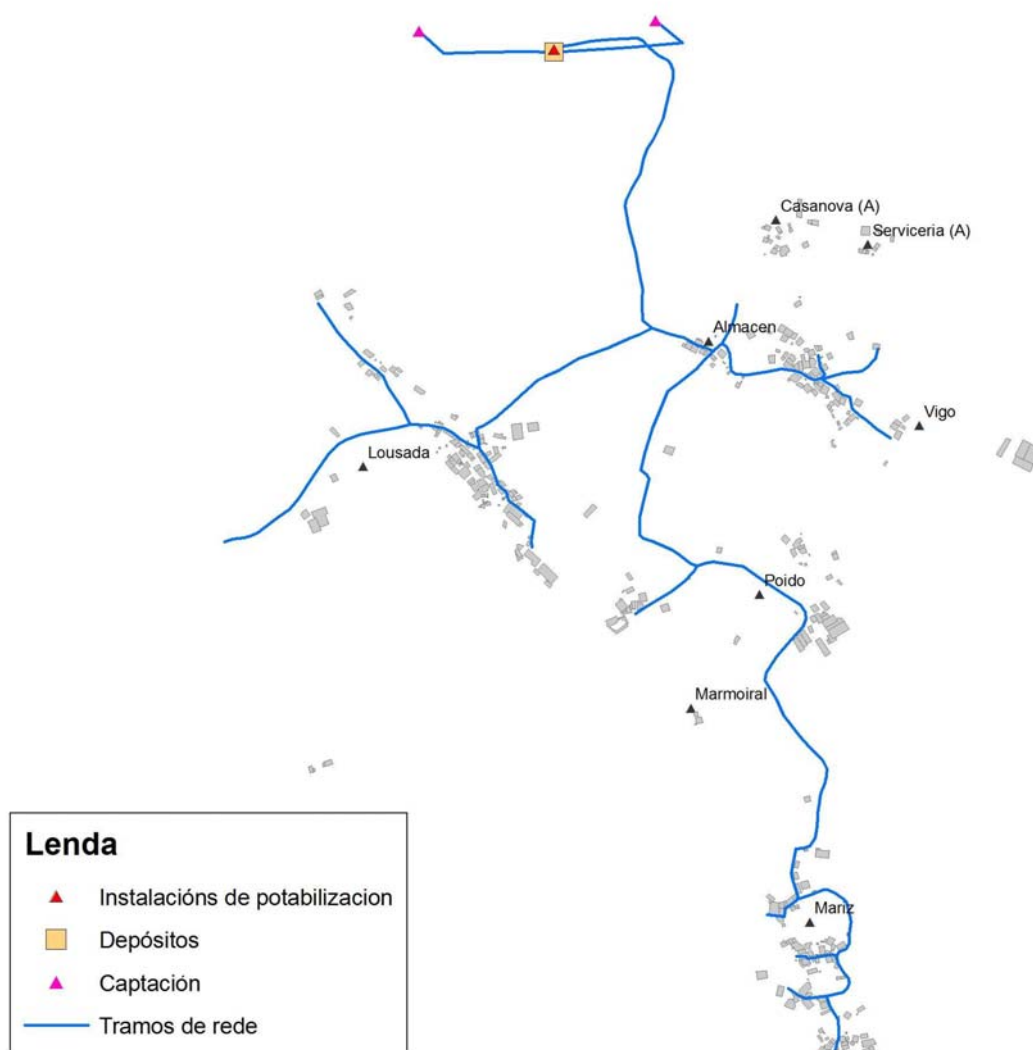 Casanova (A)
Serviceria (A)
Almacen
Vigo
Lousada
Poido
Marmoiral
Mariz
Lenda
Instalacións de potabilizacion
Depósitos
Captación
Tramos de rede